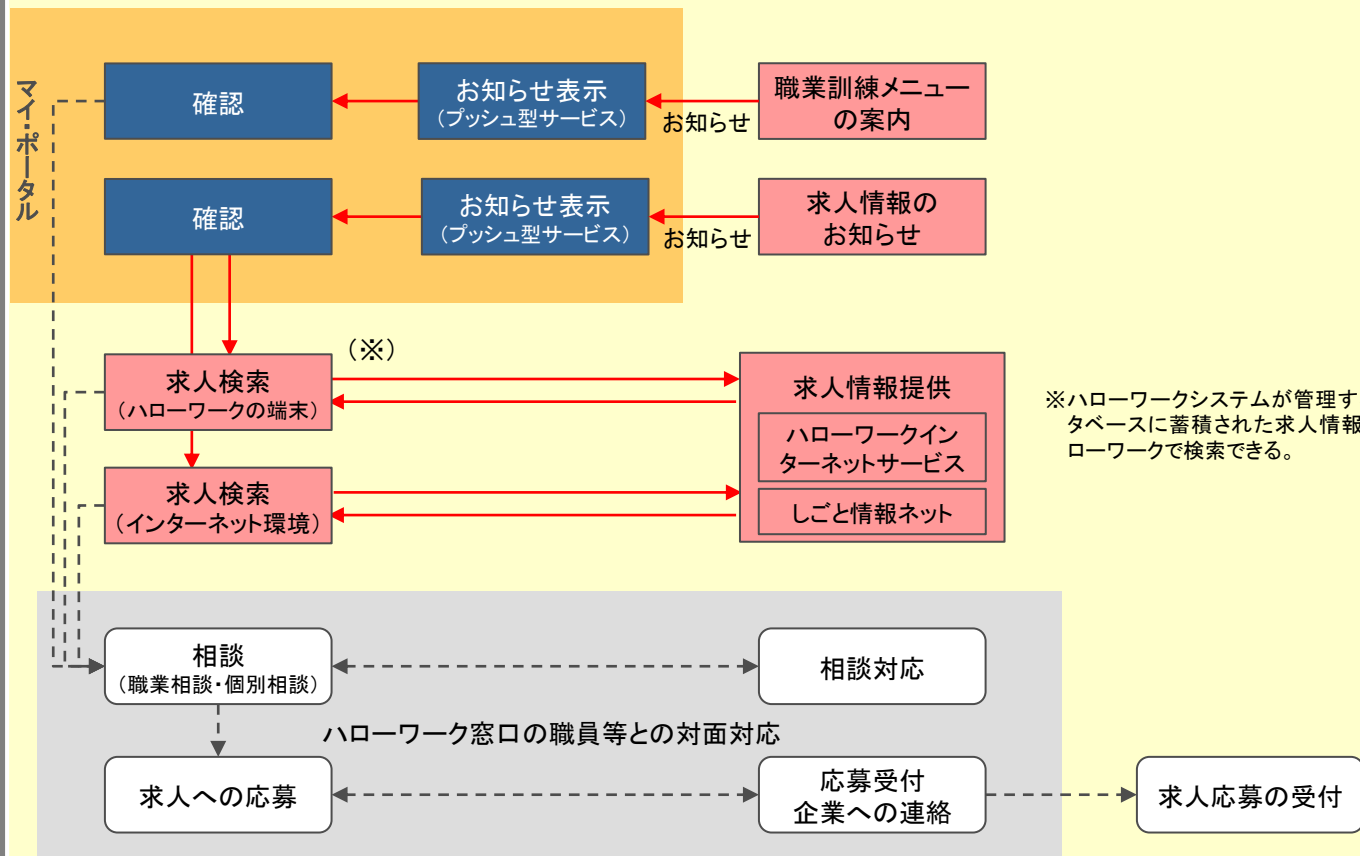 マイ・ポータル
確認
お知らせ表示
(プッシュ型サービス)
お知らせ
職業訓練メニュー
の案内
確認
お知らせ表示
(プッシュ型サービス)
お知らせ
求人情報の
お知らせ
(※)
求人検索
(ハローワークの端末)
求人情報提供
ハローワークイン
ターネットサービス
しごと情報ネット
※ハローワークシステムが管理す
タベースに蓄積された求人情報
ローワークで検索できる。
求人検索
(インターネット環境)
相談
(職業相談・個別相談)
相談対応
ハローワーク窓口の職員等との対面対応
求人への応募
応募受付
企業への連絡
求人応募の受付